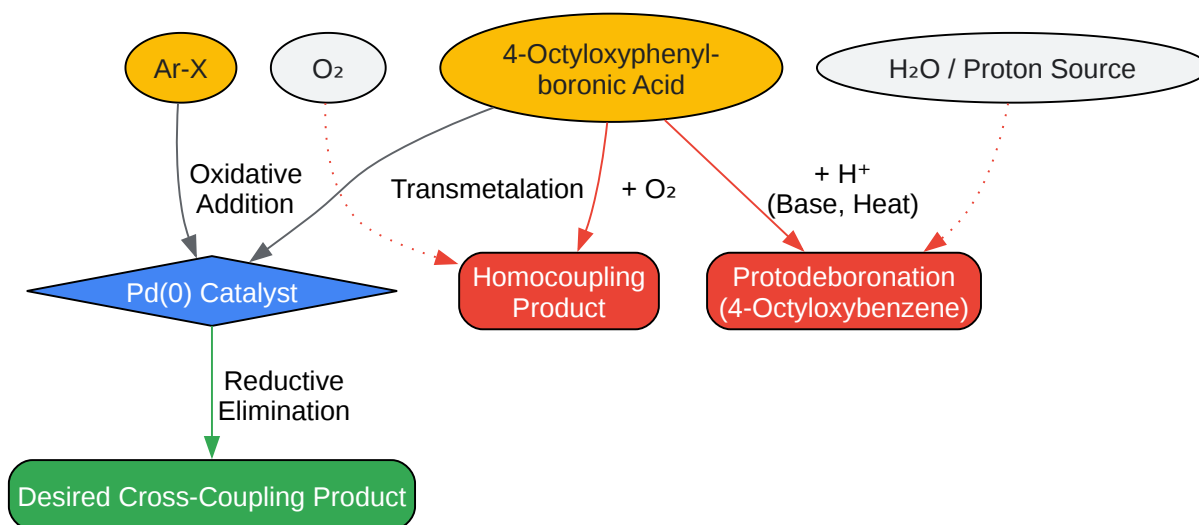 Ar-X
O₂
4-Octyloxyphenyl-
boronic Acid
H₂O / Proton Source
Oxidative
Addition
Transmetalation
+ O₂
+ H⁺
(Base, Heat)
Pd(0) Catalyst
Homocoupling
Product
Protodeboronation
(4-Octyloxybenzene)
Reductive
Elimination
Desired Cross-Coupling Product